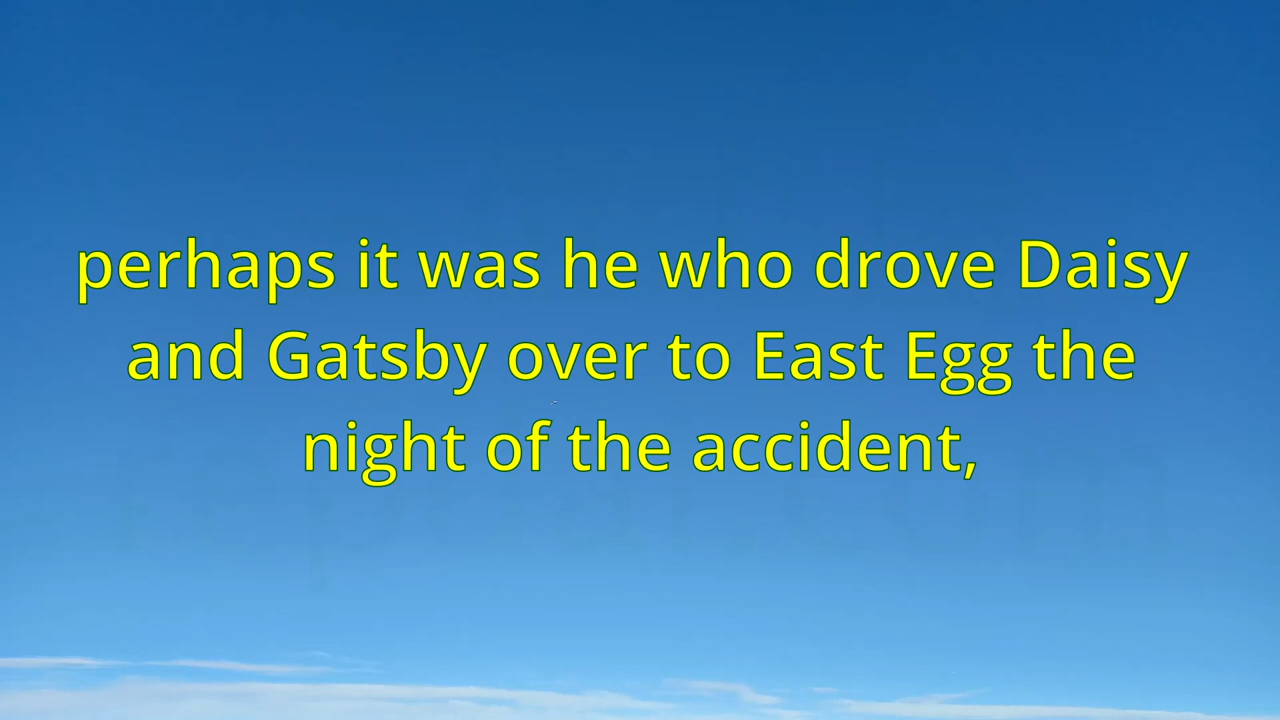 perhaps it was he who drove Daisy
and Gatsby over to East Egg the
night of the accident,